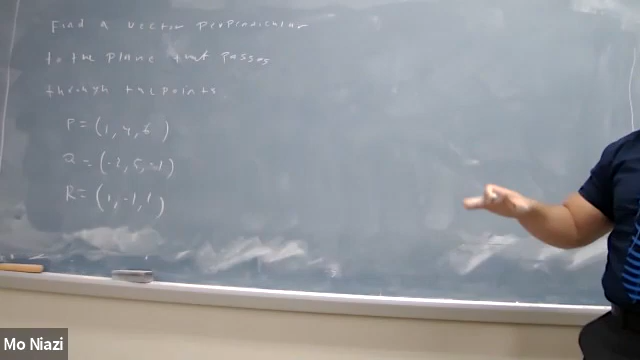 Find a vector perpendicular
to the plane that passes
through the points
P = (1, 4, 6)
Q = (-2, 5, -1)
R = (1, -1, 1)
Mo Niazi